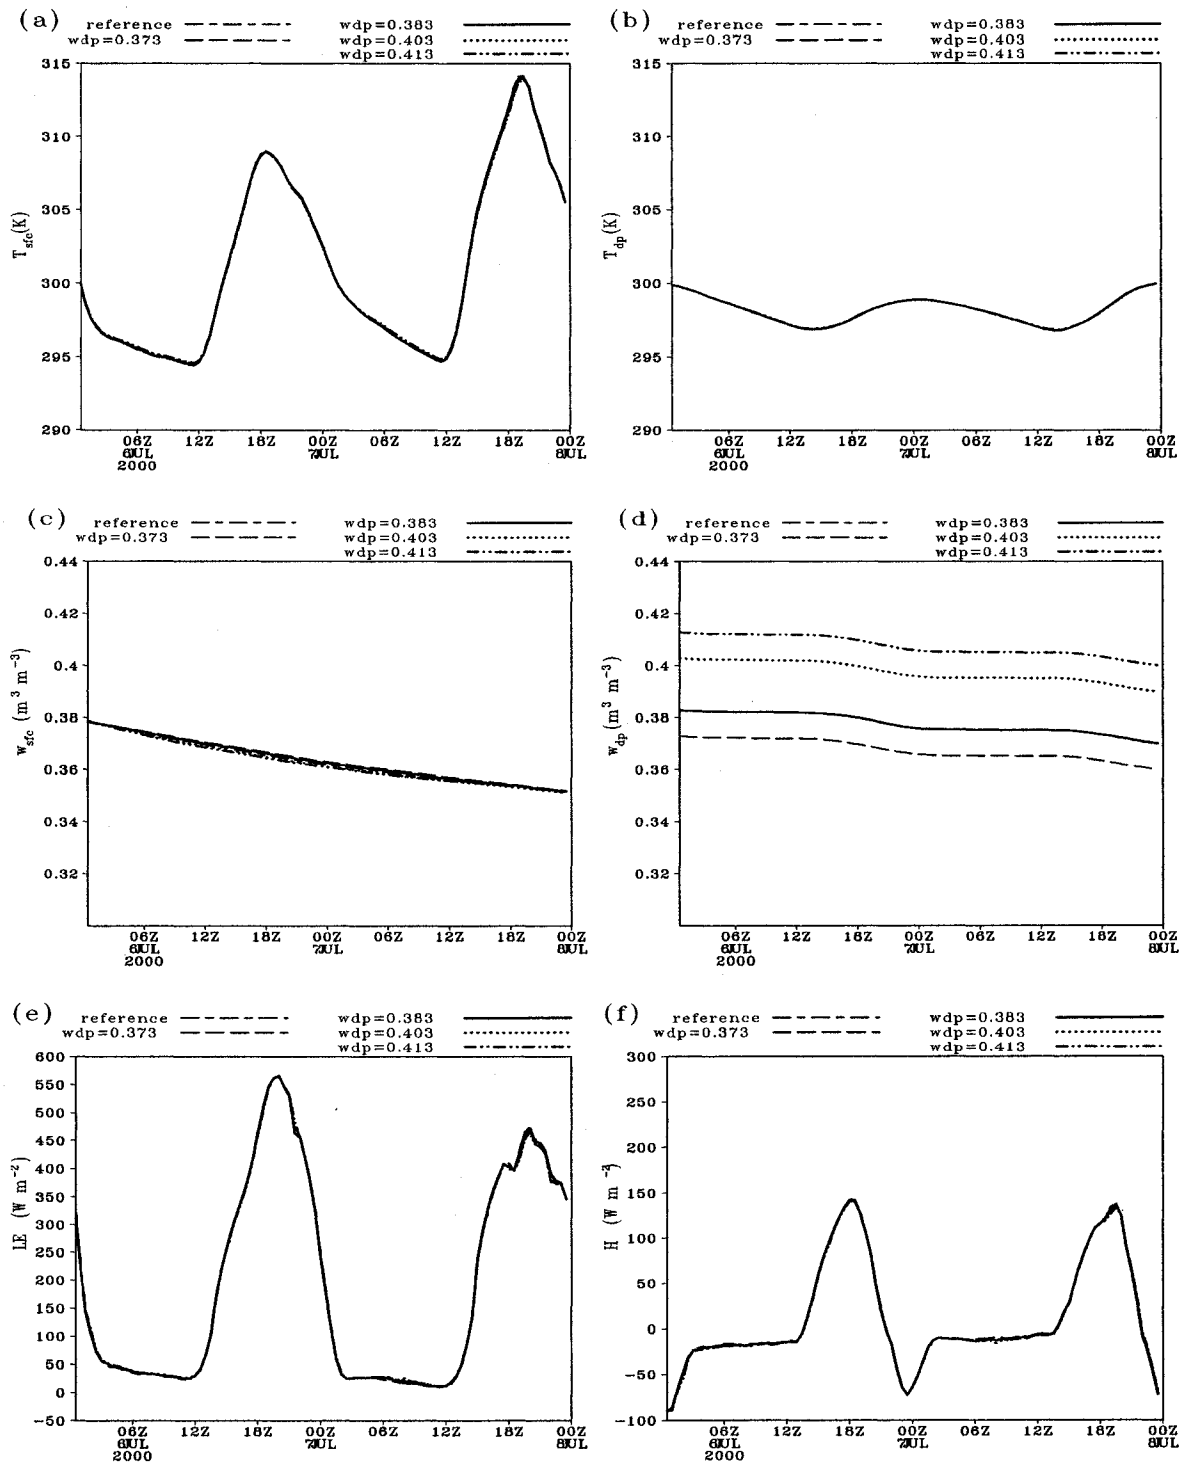 (a) reference wdp=0.383
wdp=0.373 wdp=0.403
wdp=0.413
315
310
305
300
295
290
T_sfc(K)
06Z 12Z 18Z 00Z 06Z 12Z 18Z 00Z
6JUL 7JUL 8JUL
2000
(b) reference wdp=0.383
wdp=0.373 wdp=0.403
wdp=0.413
315
310
305
300
295
290
T_dp(K)
06Z 12Z 18Z 00Z 06Z 12Z 18Z 00Z
6JUL 7JUL 8JUL
2000
(c) reference wdp=0.383
wdp=0.373 wdp=0.403
wdp=0.413
0.44
0.42
0.4
0.38
0.36
0.34
0.32
w_sfc (m³ m⁻³)
06Z 12Z 18Z 00Z 06Z 12Z 18Z 00Z
6JUL 7JUL 8JUL
2000
(d) reference wdp=0.383
wdp=0.373 wdp=0.403
wdp=0.413
0.44
0.42
0.4
0.38
0.36
0.34
0.32
w_dp(m³ m⁻³)
06Z 12Z 18Z 00Z 06Z 12Z 18Z 00Z
6JUL 7JUL 8JUL
2000
(e) reference wdp=0.383
wdp=0.373 wdp=0.403
wdp=0.413
600
550
500
450
400
350
300
250
200
150
100
50
0
-50
LE (W m⁻²)
06Z 12Z 18Z 00Z 06Z 12Z 18Z 00Z
6JUL 7JUL 8JUL
2000
(f) reference wdp=0.383
wdp=0.373 wdp=0.403
wdp=0.413
300
250
200
150
100
50
0
-50
-100
H (W m⁻²)
06Z 12Z 18Z 00Z 06Z 12Z 18Z 00Z
6JUL 7JUL 8JUL
2000